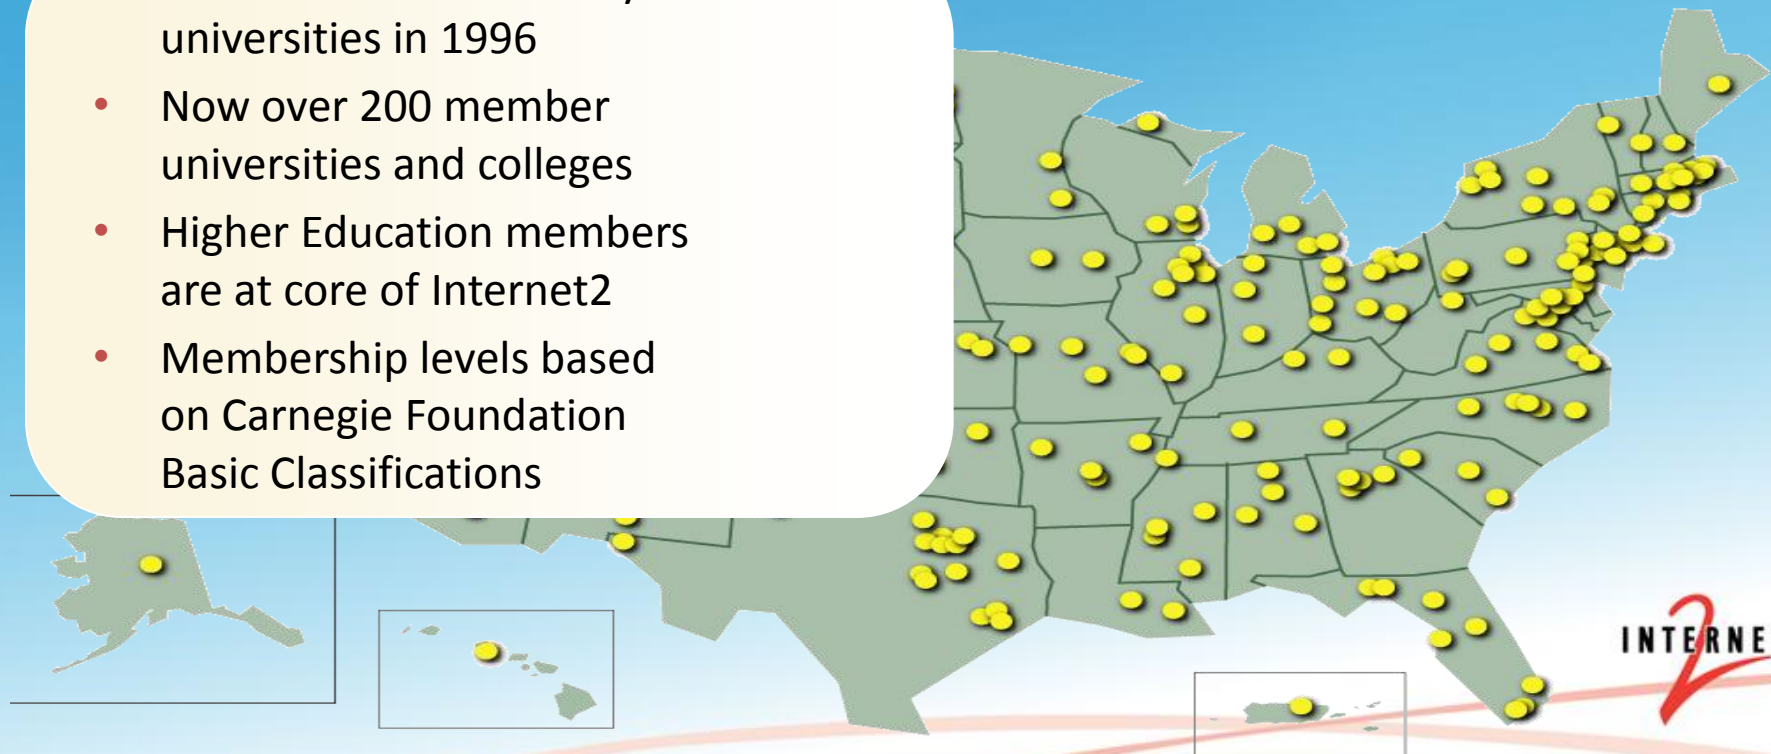 universities in 1996
• Now over 200 member
universities and colleges
• Higher Education members
are at core of Internet2
• Membership levels based
on Carnegie Foundation
Basic Classifications
INTERNE
2